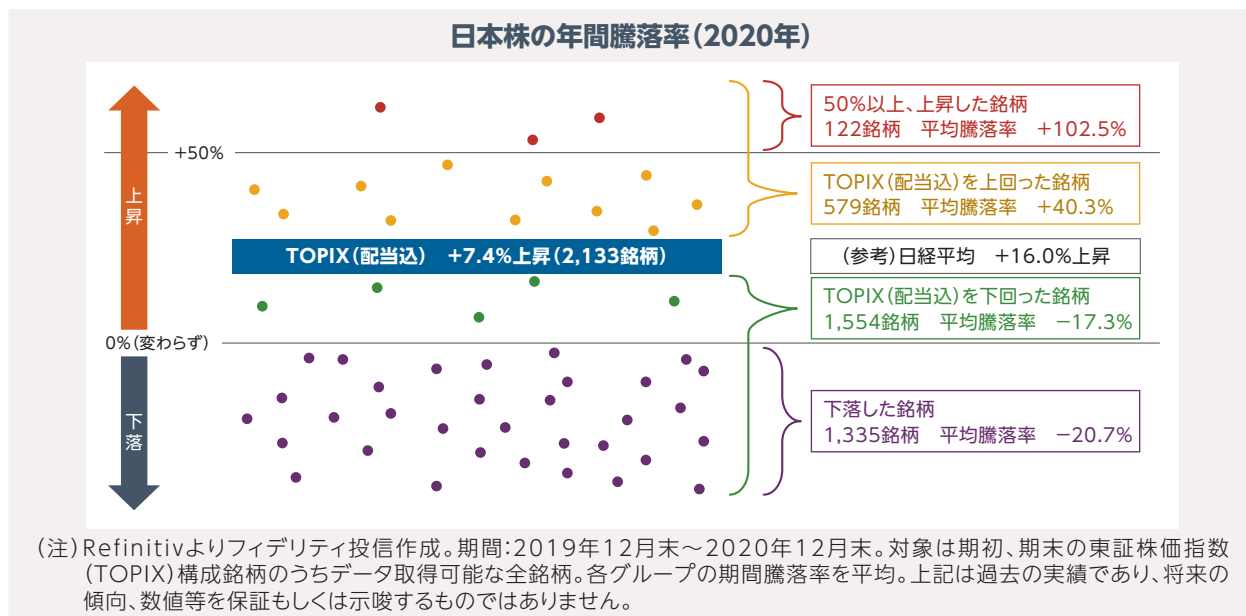 日本株の年間騰落率（2020年）
上昇
+50%
0%（変わらず）
下落
50%以上、上昇した銘柄
122銘柄　平均騰落率　+102.5%
TOPIX（配当込）を上回った銘柄
579銘柄　平均騰落率　+40.3%
TOPIX（配当込）　+7.4%上昇（2,133銘柄）
（参考）日経平均　+16.0%上昇
TOPIX（配当込）を下回った銘柄
1,554銘柄　平均騰落率　−17.3%
下落した銘柄
1,335銘柄　平均騰落率　−20.7%
（注）Refinitivよりフィデリティ投信作成。期間：2019年12月末～2020年12月末。対象は期初、期末の東証株価指数
（TOPIX）構成銘柄のうちデータ取得可能な全銘柄。各グループの期間騰落率を平均。上記は過去の実績であり、将来の
傾向、数値等を保証もしくは示唆するものではありません。